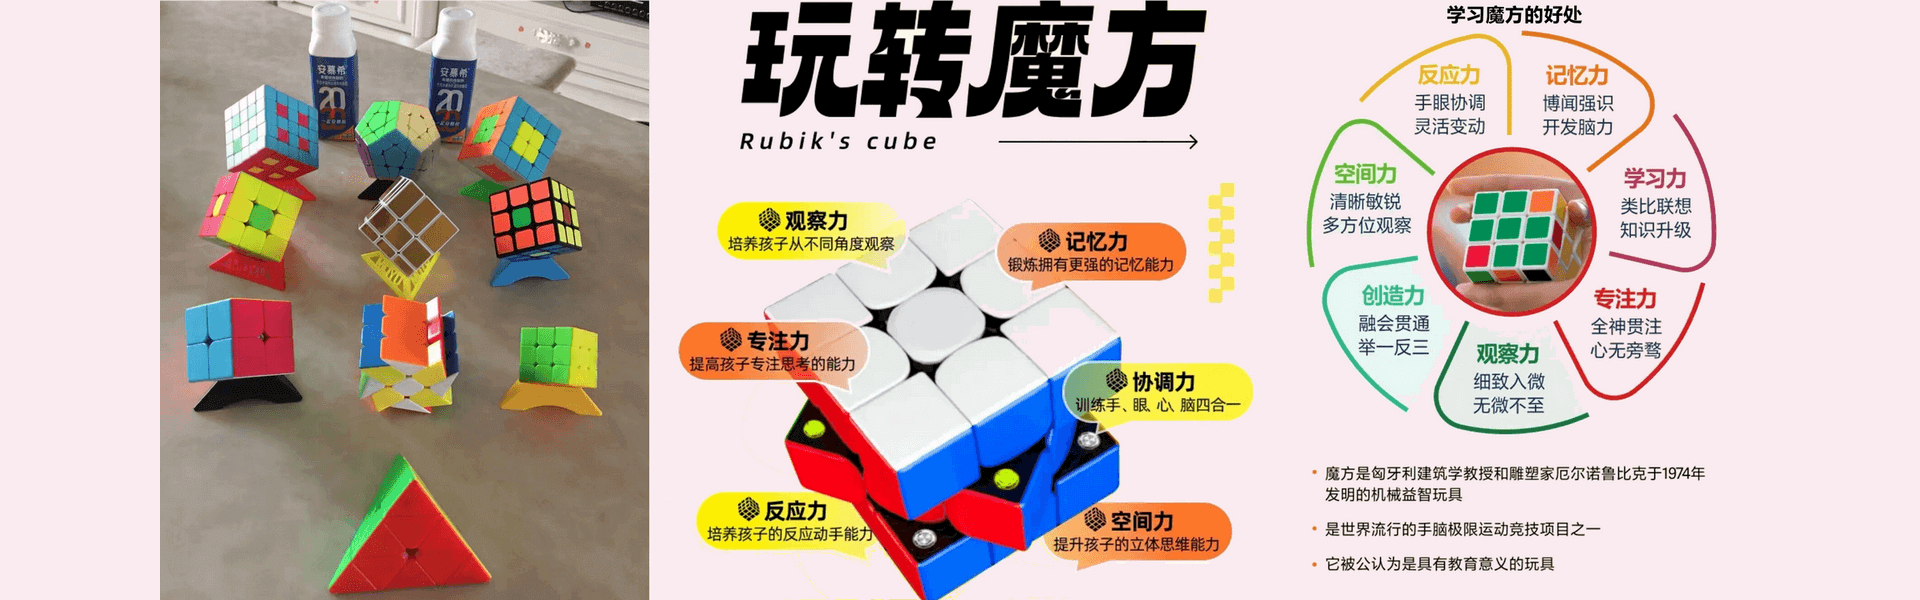 安慕希
20
安慕希
20
玩转魔方
Rubik's cube
观察力
培养孩子从不同角度观察
记忆力
锻炼拥有更强的记忆能力
专注力
提高孩子专注思考的能力
协调力
训练手、眼、心、脑四合一
反应力
培养孩子的反应动手能力
空间力
提升孩子的立体思维能力
学习魔方的好处
反应力
手眼协调
灵活变动
记忆力
博闻强识
开发脑力
空间力
清晰敏锐
多方位观察
学习力
类比联想
知识升级
创造力
融会贯通
举一反三
专注力
全神贯注
心无旁骛
观察力
细致入微
无微不至
魔方是匈牙利建筑学教授和雕塑家厄尔诺鲁比克于1974年
发明的机械益智玩具
是世界流行的手脑极限运动竞技项目之一
它被公认为是具有教育意义的玩具